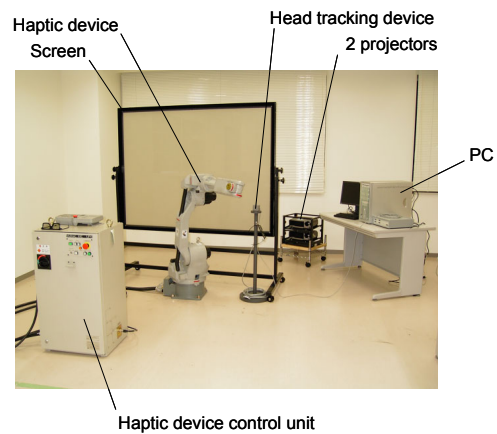 Haptic device
Screen
Head tracking device
2 projectors
PC
Haptic device control unit